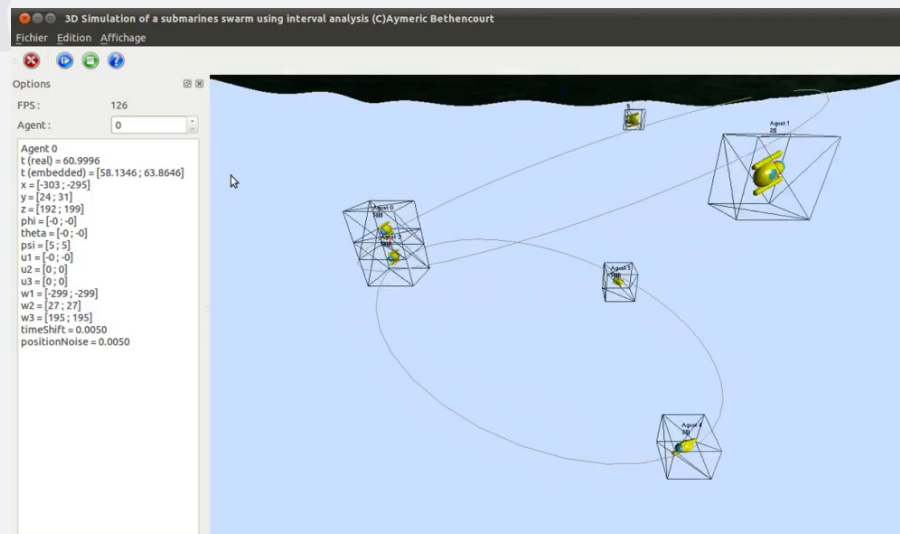 3D Simulation of a submarines swarm using interval analysis (C)Aymeric Bethencourt
Fichier Edition Affichage
Options
FPS : 126
Agent : 0
Agent 0
t (real) = 60.9996
t (embedded) = [58.1346 ; 63.8646]
x = [-303 ; -295]
y = [24 ; 31]
z = [192 ; 199]
phi = [-0 ; -0]
theta = [-0 ; -0]
psi = [5 ; 5]
u1 = [-0 ; -0]
u2 = [0 ; 0]
u3 = [0 ; 0]
w1 = [-299 ; -299]
w2 = [27 ; 27]
w3 = [195 ; 195]
timeShift = 0.0050
positionNoise = 0.0050
Agent 1
Agent 0
Agent 5
Agent 4